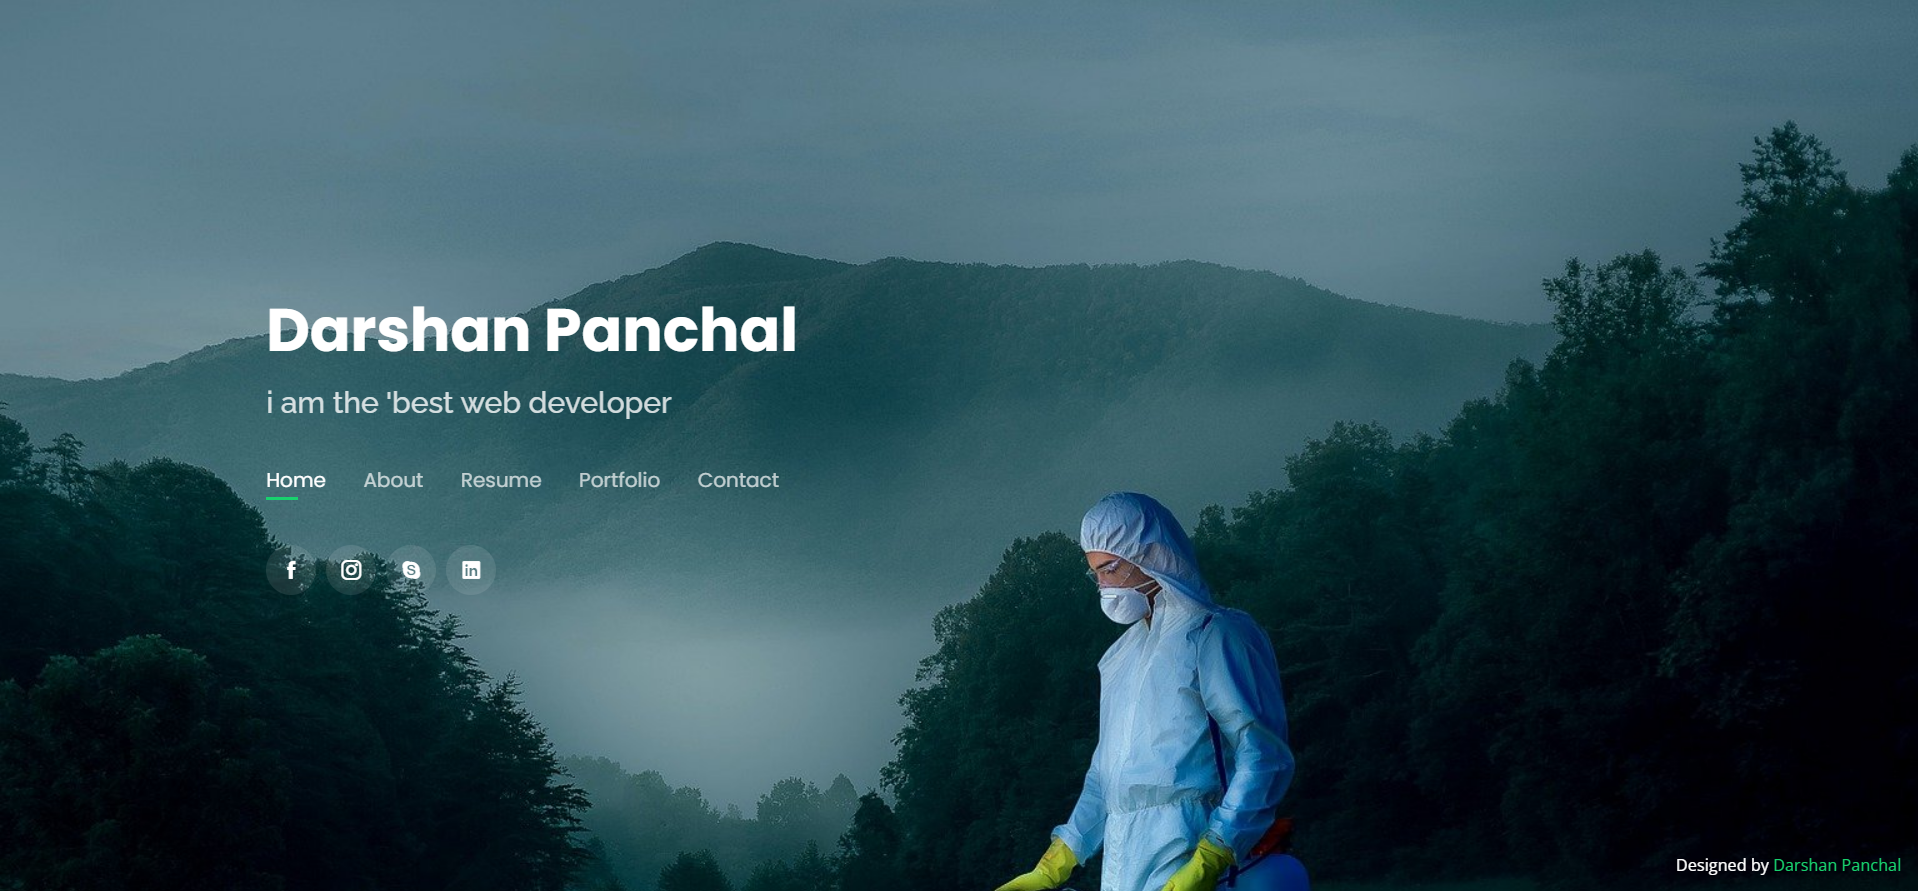 Darshan Panchal
i am the 'best web developer
Home About Resume Portfolio Contact
Designed by Darshan Panchal